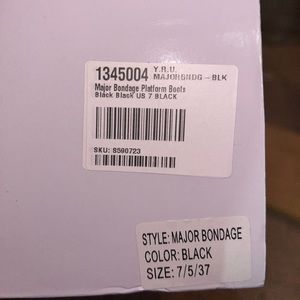 1345004 Y.R.U.
MAJORBNDG - BLK
Major Bondage Platform Boots
Black Black US 7 BLACK
SKU: S590723
STYLE: MAJOR BONDAGE
COLOR: BLACK
SIZE: 7/5/37